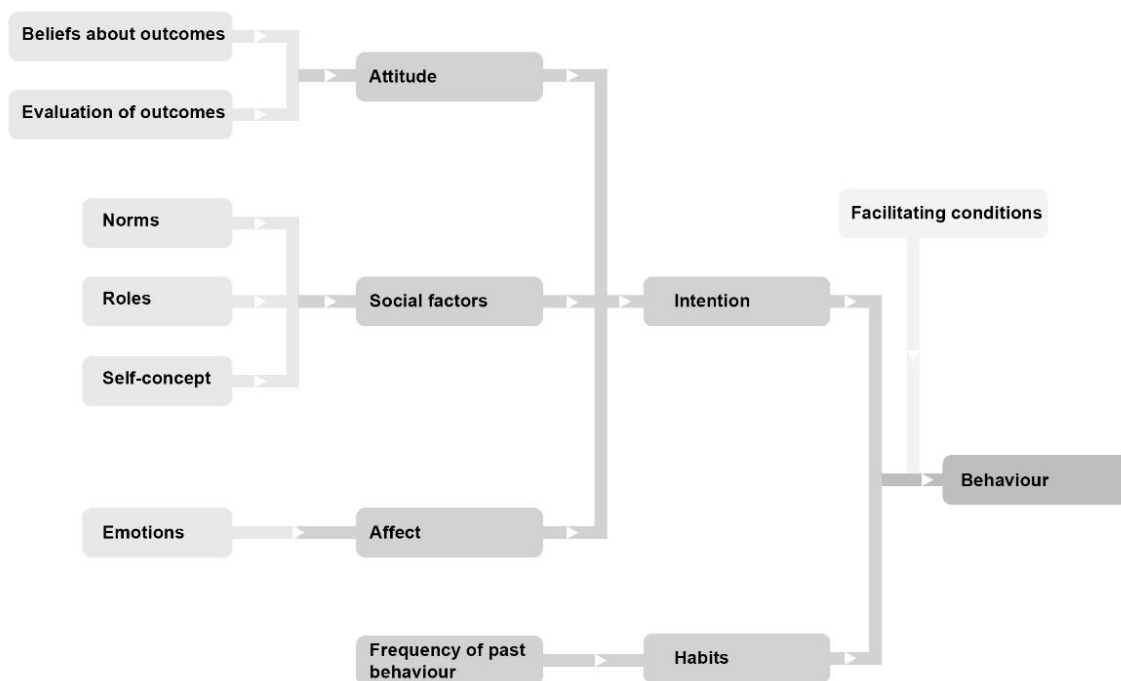 Beliefs about outcomes
Attitude
Evaluation of outcomes
Norms
Facilitating conditions
Roles
Social factors
Intention
Self-concept
Behaviour
Emotions
Affect
Frequency of past
behaviour
Habits